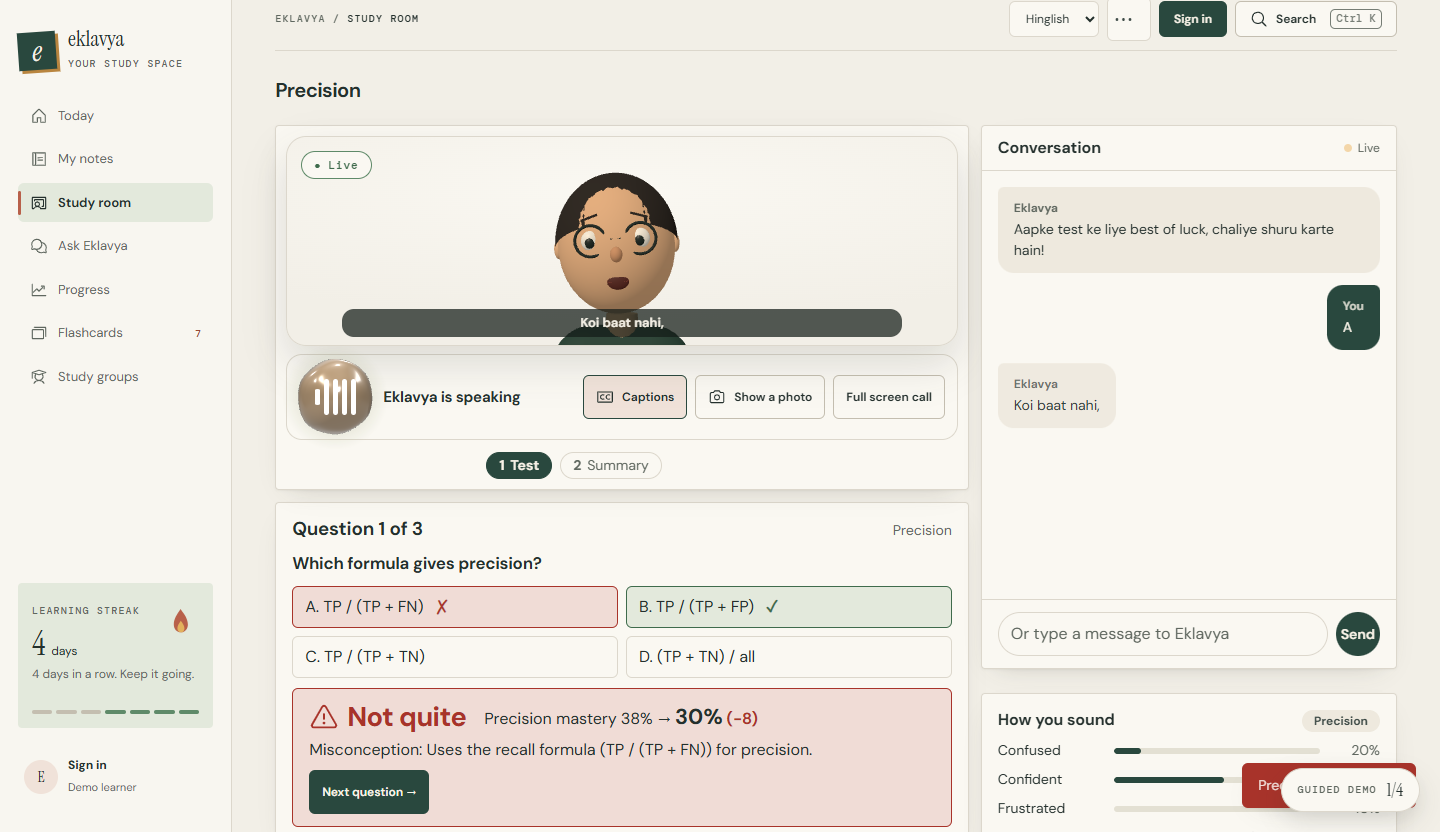 e
eklavya
YOUR STUDY SPACE
Today
My notes
Study room
Ask Eklavya
Progress
Flashcards 7
Study groups
LEARNING STREAK
4 days
4 days in a row. Keep it going.
E
Sign in
Demo learner
EKLAVYA / STUDY ROOM
Hinglish
Sign in
Search Ctrl K
Precision
Live
Koi baat nahi,
Eklavya is speaking
CC Captions
Show a photo
Full screen call
1 Test
2 Summary
Question 1 of 3
Precision
Which formula gives precision?
A. TP / (TP + FN) ✗
B. TP / (TP + FP) ✓
C. TP / (TP + TN)
D. (TP + TN) / all
Not quite Precision mastery 38% → 30% (−8)
Misconception: Uses the recall formula (TP / (TP + FN)) for precision.
Next question →
Conversation
Live
Eklavya
Aapke test ke liye best of luck, chaliye shuru karte
hain!
You
A
Eklavya
Koi baat nahi,
Or type a message to Eklavya
Send
How you sound
Precision
Confused 20%
Confident
Frustrated
GUIDED DEMO 1/4